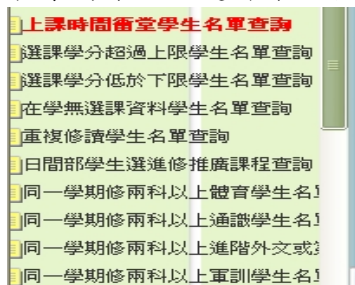 上課時間衝堂學生名單查詢
選課學分超過上限學生名單查詢
選課學分低於下限學生名單查詢
在學無選課資料學生名單查詢
重複修讀學生名單查詢
日間部學生選進修推廣課程查詢
同一學期修兩科以上體育學生名
同一學期修兩科以上通識學生名
同一學期修兩科以上進階外文或
同一學期修兩科以上軍訓學生名